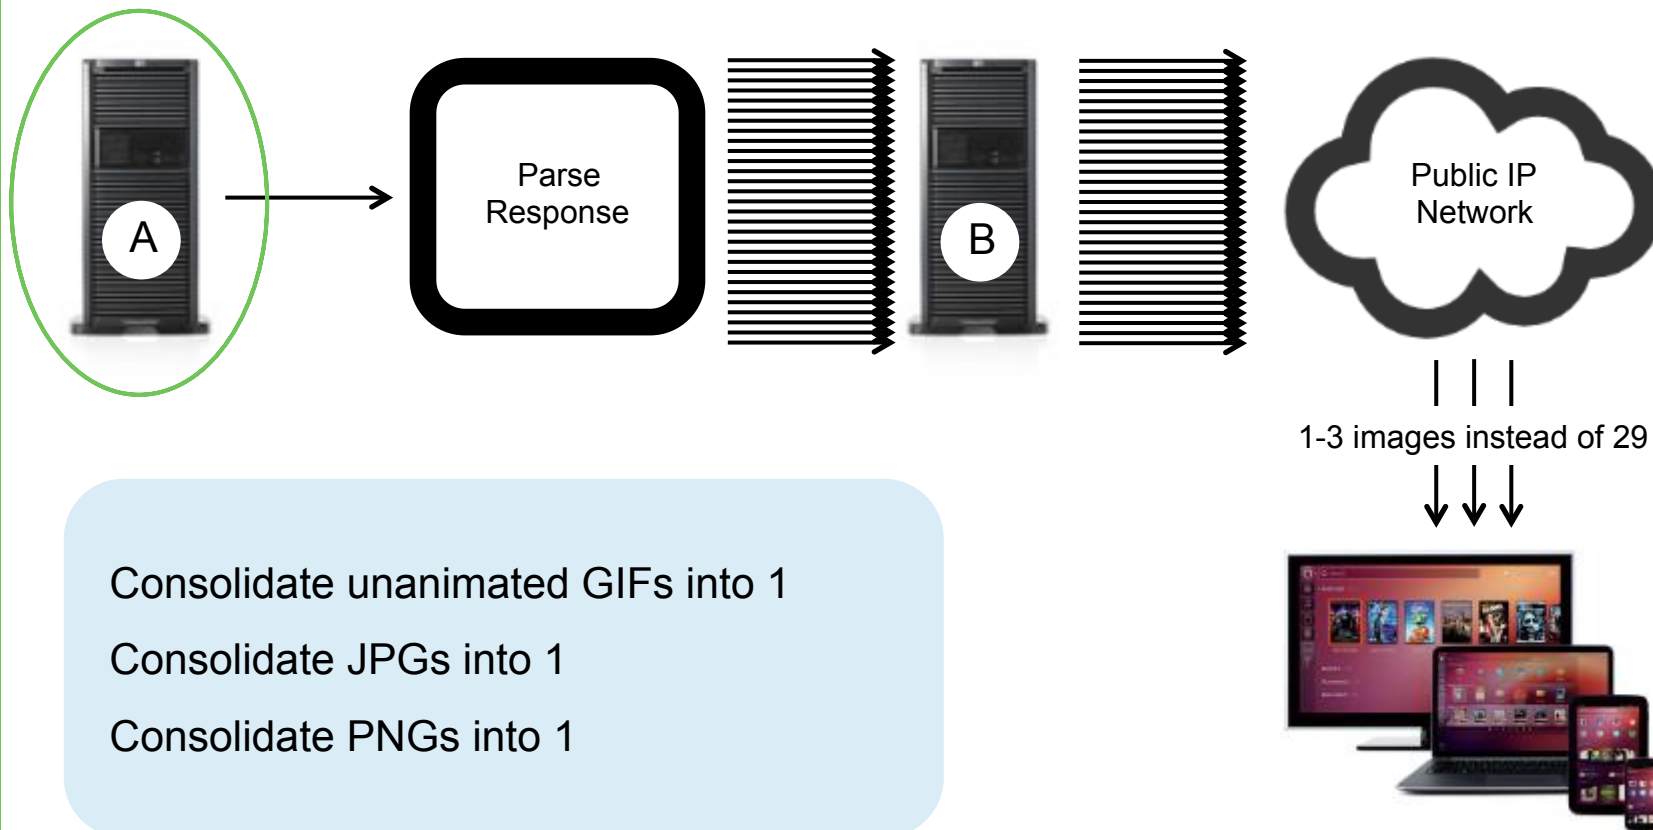 A
Parse
Response
B
Public IP
Network
1-3 images instead of 29
Consolidate unanimated GIFs into 1
Consolidate JPGs into 1
Consolidate PNGs into 1